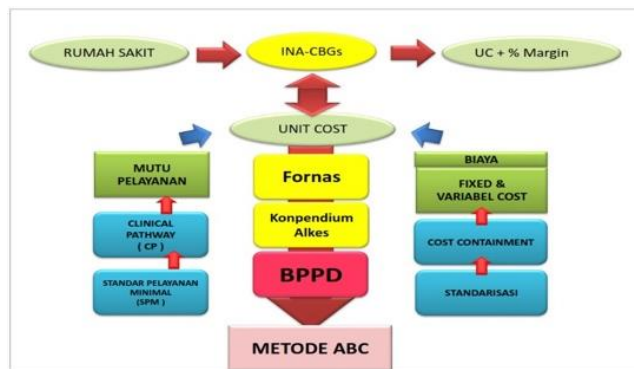 RUMAH SAKIT
INA-CBGs
UC + % Margin
UNIT COST
MUTU
PELAYANAN
CLINICAL
PATHWAY
( CP )
STANDAR PELAYANAN
MINIMAL
(SPM )
Fornas
Konpendium
Alkes
BPPD
METODE ABC
BIAYA
FIXED &
VARIABEL COST
COST CONTAINMENT
STANDARISASI